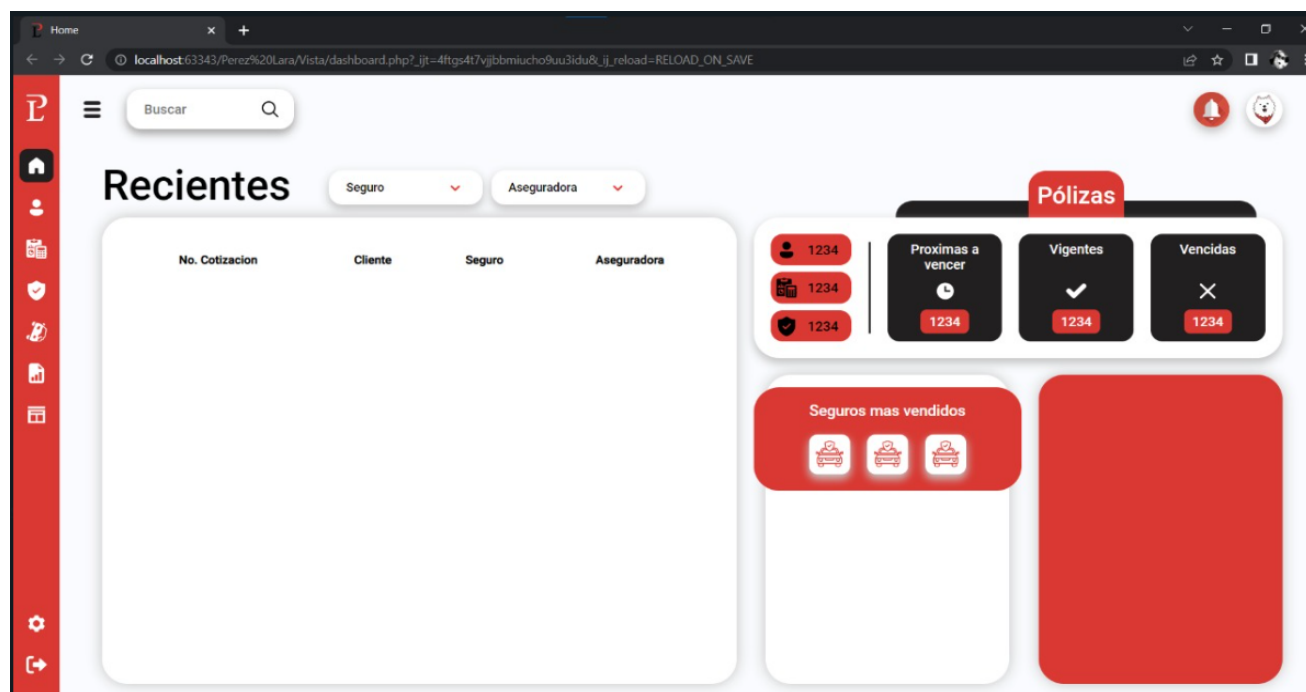 Home
localhost:63343/Perez%20Lara/Vista/dashboard.php?_ijt=4ftgs4t7vjjbbmiucho9uu3idu&_ij_reload=RELOAD_ON_SAVE
Buscar
Recientes
Seguro
Aseguradora
No. Cotizacion Cliente Seguro Aseguradora
Pólizas
1234
1234
1234
Proximas a
vencer
1234
Vigentes
1234
Vencidas
1234
Seguros mas vendidos